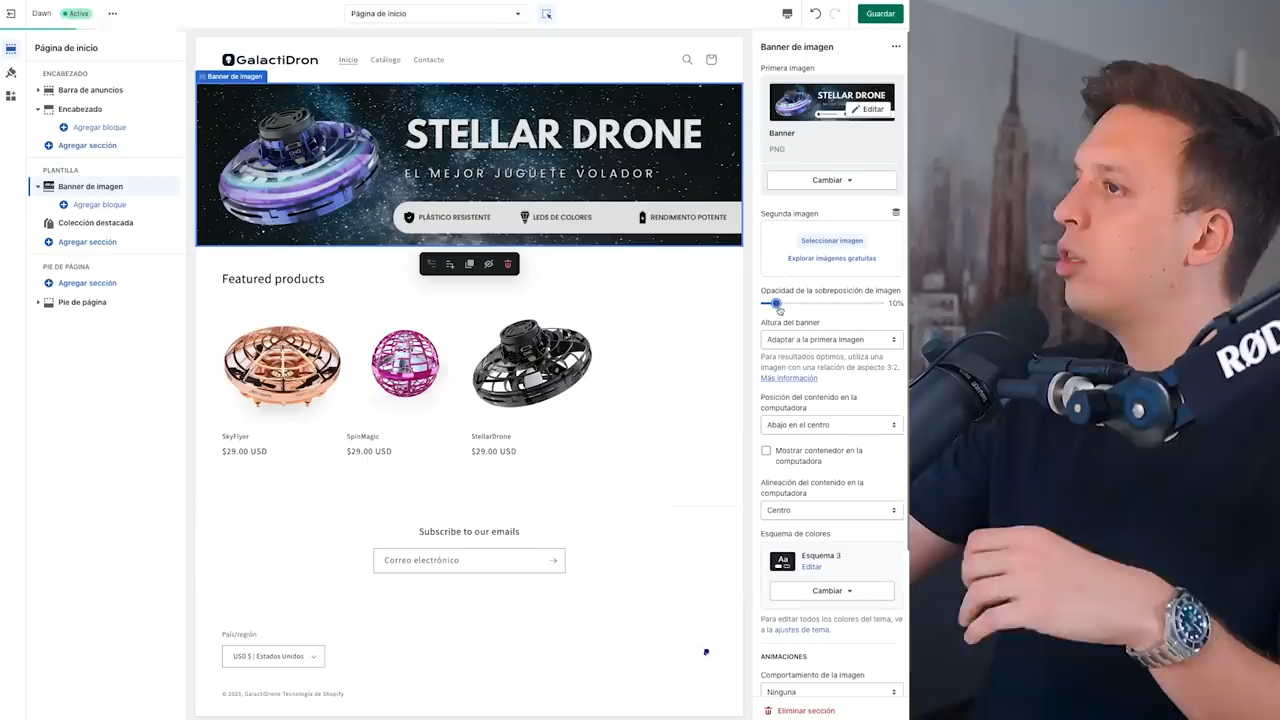 Dawn
Activa
Página de inicio
Guardar
Página de inicio
ENCABEZADO
Barra de anuncios
Encabezado
Agregar bloque
Agregar sección
PLANTILLA
Banner de imagen
Agregar bloque
Colección destacada
Agregar sección
PIE DE PÁGINA
Agregar sección
Pie de página
GalactiDron
Inicio
Catálogo
Contacto
Banner de imagen
STELLAR DRONE
EL MEJOR JUGUETE VOLADOR
PLÁSTICO RESISTENTE
LEDS DE COLORES
RENDIMIENTO POTENTE
Featured products
SkyFlyer
$29.00 USD
SpinMagic
$29.00 USD
StellarDrone
$29.00 USD
Subscribe to our emails
Correo electrónico
País/región
USD $ | Estados Unidos
© 2023, GalactiDrone Tecnología de Shopify
Banner de imagen
Primera imagen
STELLAR DRONE
Editar
Banner
PNG
Cambiar
Segunda imagen
Seleccionar imagen
Explorar imágenes gratuitas
Opacidad de la sobreposición de imagen
10%
Altura del banner
Adaptar a la primera imagen
Para resultados óptimos, utiliza una
imagen con una relación de aspecto 3:2.
Más información
Posición del contenido en la
computadora
Abajo en el centro
Mostrar contenedor en la
computadora
Alineación del contenido en la
computadora
Centro
Esquema de colores
Aa
Esquema 3
Editar
Cambiar
Para editar todos los colores del tema, ve
a la ajustes de tema.
ANIMACIONES
Comportamiento de la imagen
Ninguna
Eliminar sección
RØD